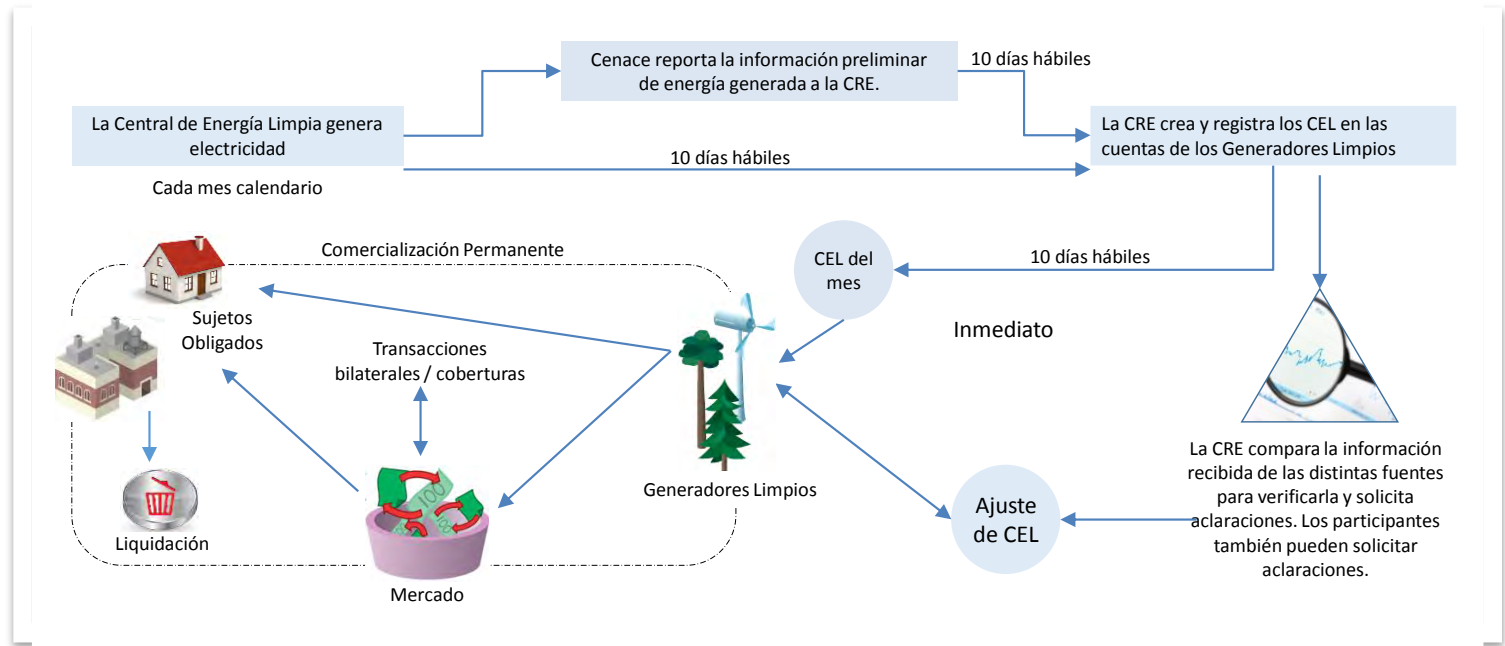 Cenace reporta la información preliminar
de energía generada a la CRE.
10 días hábiles
La Central de Energía Limpia genera
electricidad
10 días hábiles
La CRE crea y registra los CEL en las
cuentas de los Generadores Limpios
Cada mes calendario
Comercialización Permanente
CEL del
mes
10 días hábiles
Inmediato
Sujetos
Obligados
Transacciones
bilaterales / coberturas
100
Generadores Limpios
Liquidación
Mercado
Ajuste
de CEL
La CRE compara la información
recibida de las distintas fuentes
para verificarla y solicita
aclaraciones. Los participantes
también pueden solicitar
aclaraciones.